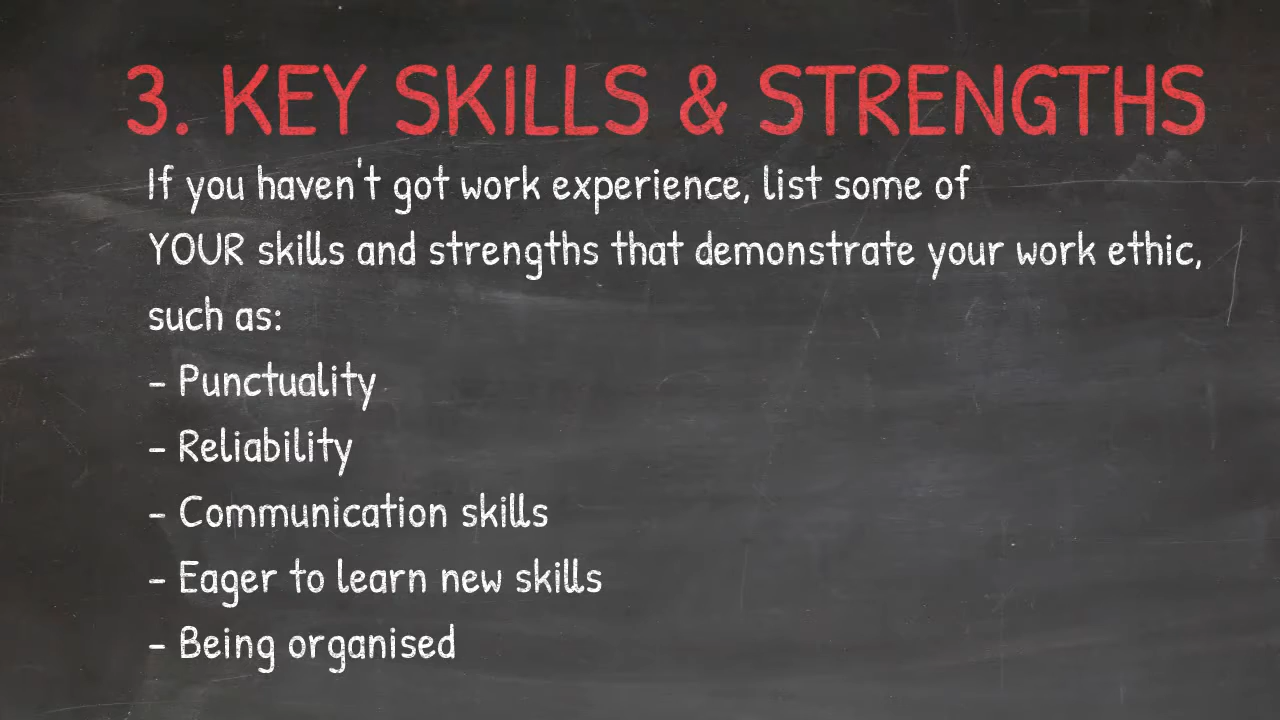 3. KEY SKILLS & STRENGTHS
If you haven't got work experience, list some of
YOUR skills and strengths that demonstrate your work ethic,
such as:
- Punctuality
- Reliability
- Communication skills
- Eager to learn new skills
- Being organised